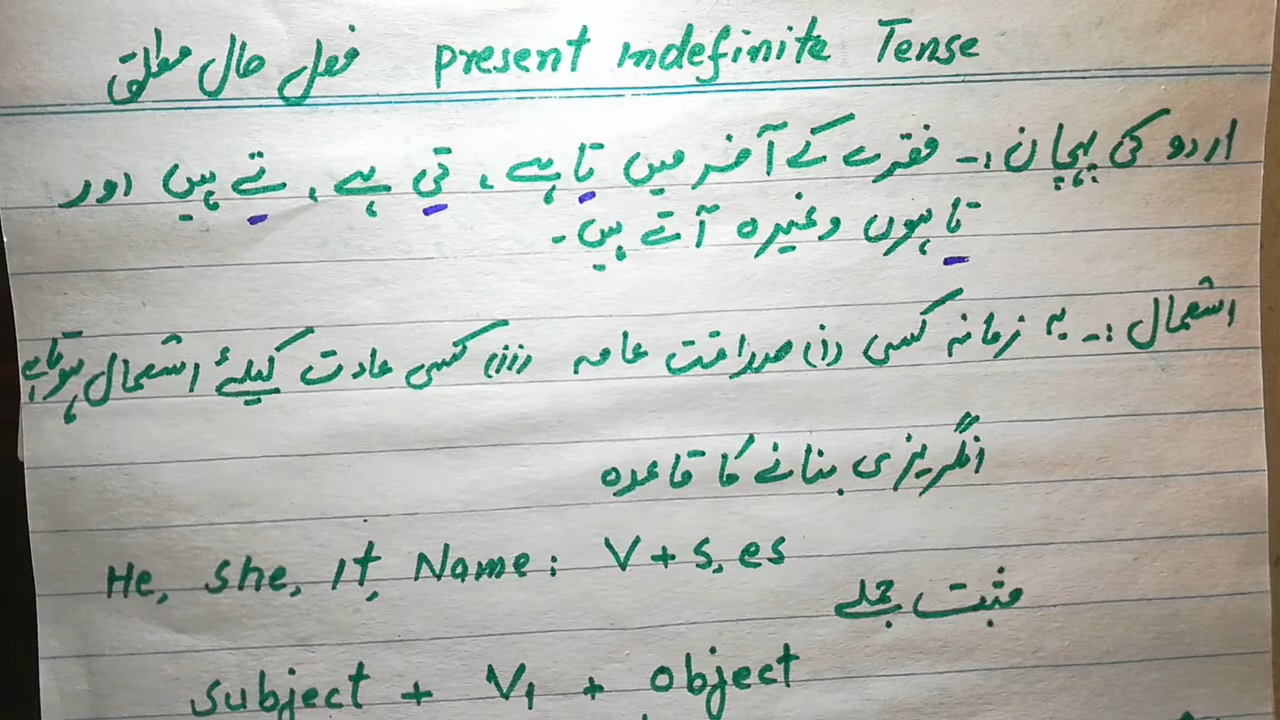 فعل حال مطلق Present Indefinite Tense
اردو کی پہچان :۔ فقرے کے آخر میں تا ہے ، تی ہے ، تے ہیں اور
تا ہوں وغیرہ آتے ہیں ۔
استعمال :۔ یہ زمانہ کسی (i) صداقت عامہ (ii) کسی عادت کیلئے استعمال ہوتا ہے
انگریزی بنانے کا قاعدہ
He, she, it, Name: V+s, es
مثبت جملے
subject + V1 + object